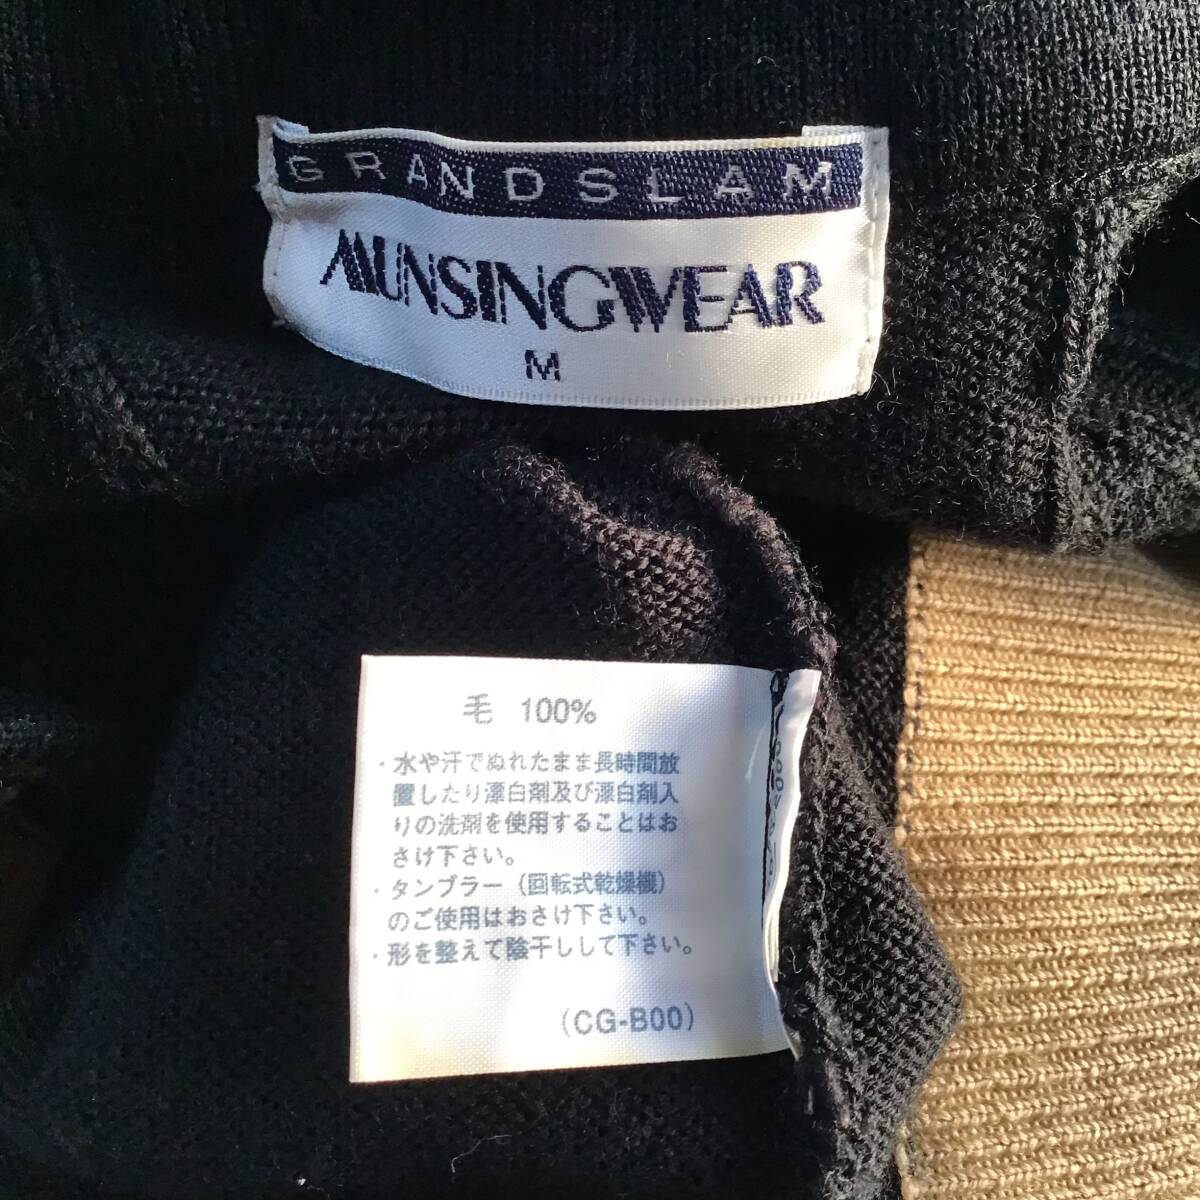 GRANDSLAM
MUNSINGWEAR
M
毛 100%
・水や汗でぬれたまま長時間放
置したり漂白剤及び漂白剤入
りの洗剤を使用することはお
さけ下さい。
・タンブラー（回転式乾燥機）
のご使用はおさけ下さい。
・形を整えて陰干しして下さい。
(CG-B00)